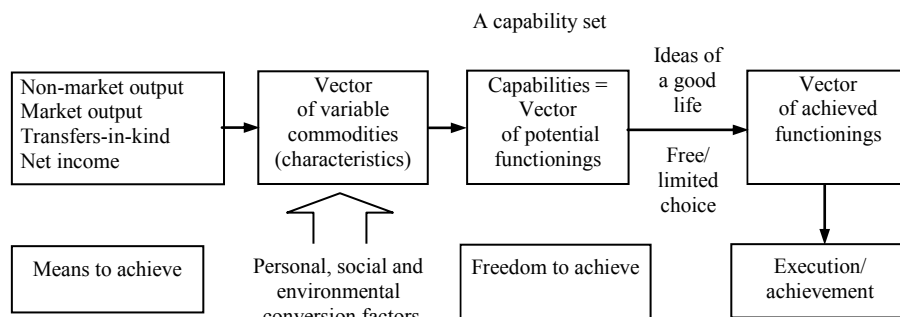 A capability set
Non-market output
Market output
Transfers-in-kind
Net income
Vector
of variable
commodities
(characteristics)
Capabilities =
Vector
of potential
functionings
Ideas of
a good
life
Free/
limited
choice
Vector
of achieved
functionings
Means to achieve
Personal, social and
environmental
conversion factors
Freedom to achieve
Execution/
achievement